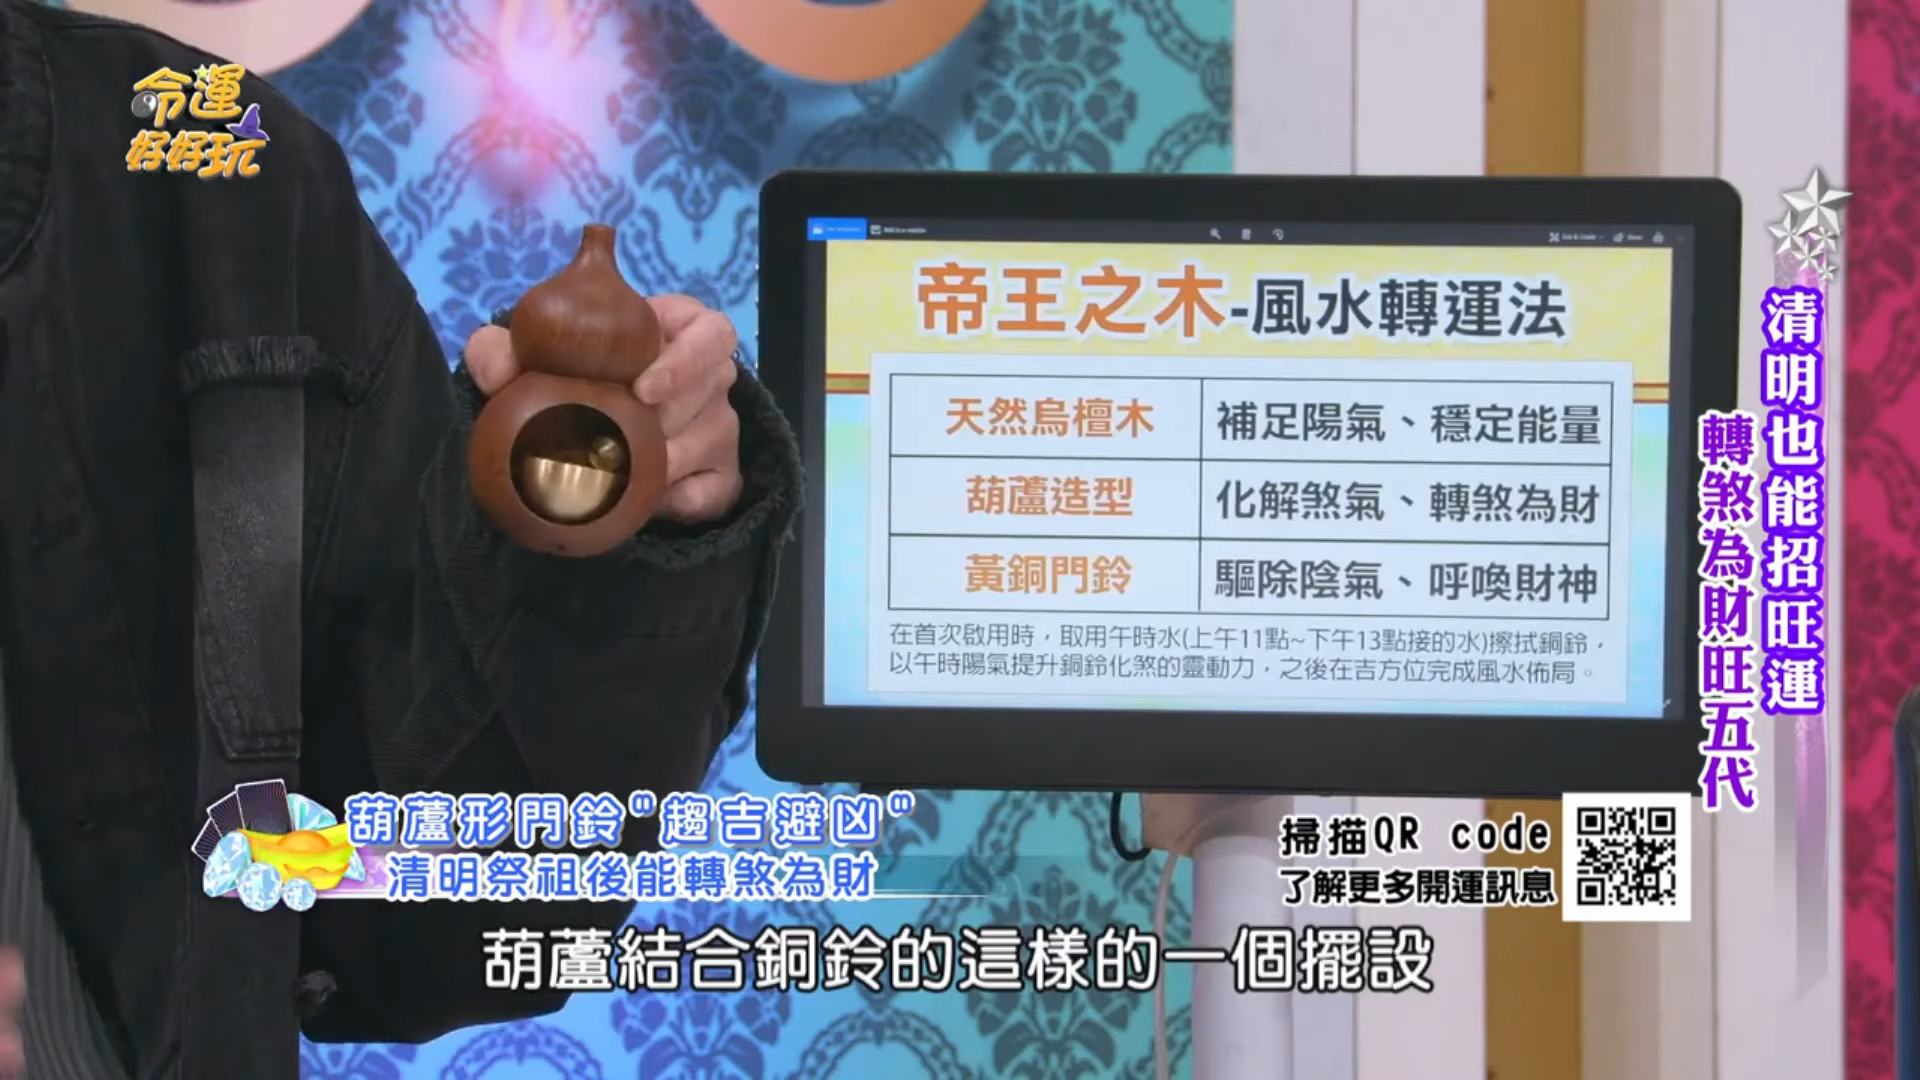 命運
好好玩
帝王之木-風水轉運法
天然烏檀木 補足陽氣、穩定能量
葫蘆造型 化解煞氣、轉煞為財
黃銅門鈴 驅除陰氣、呼喚財神
在首次啟用時，取用午時水(上午11點~下午13點接的水)擦拭銅鈴，
以午時陽氣提升銅鈴化煞的靈動力，之後在吉方位完成風水佈局。
清明也能招旺運
轉煞為財旺五代
葫蘆形門鈴"趨吉避凶"
清明祭祖後能轉煞為財
掃描QR code
了解更多開運訊息
葫蘆結合銅鈴的這樣的一個擺設